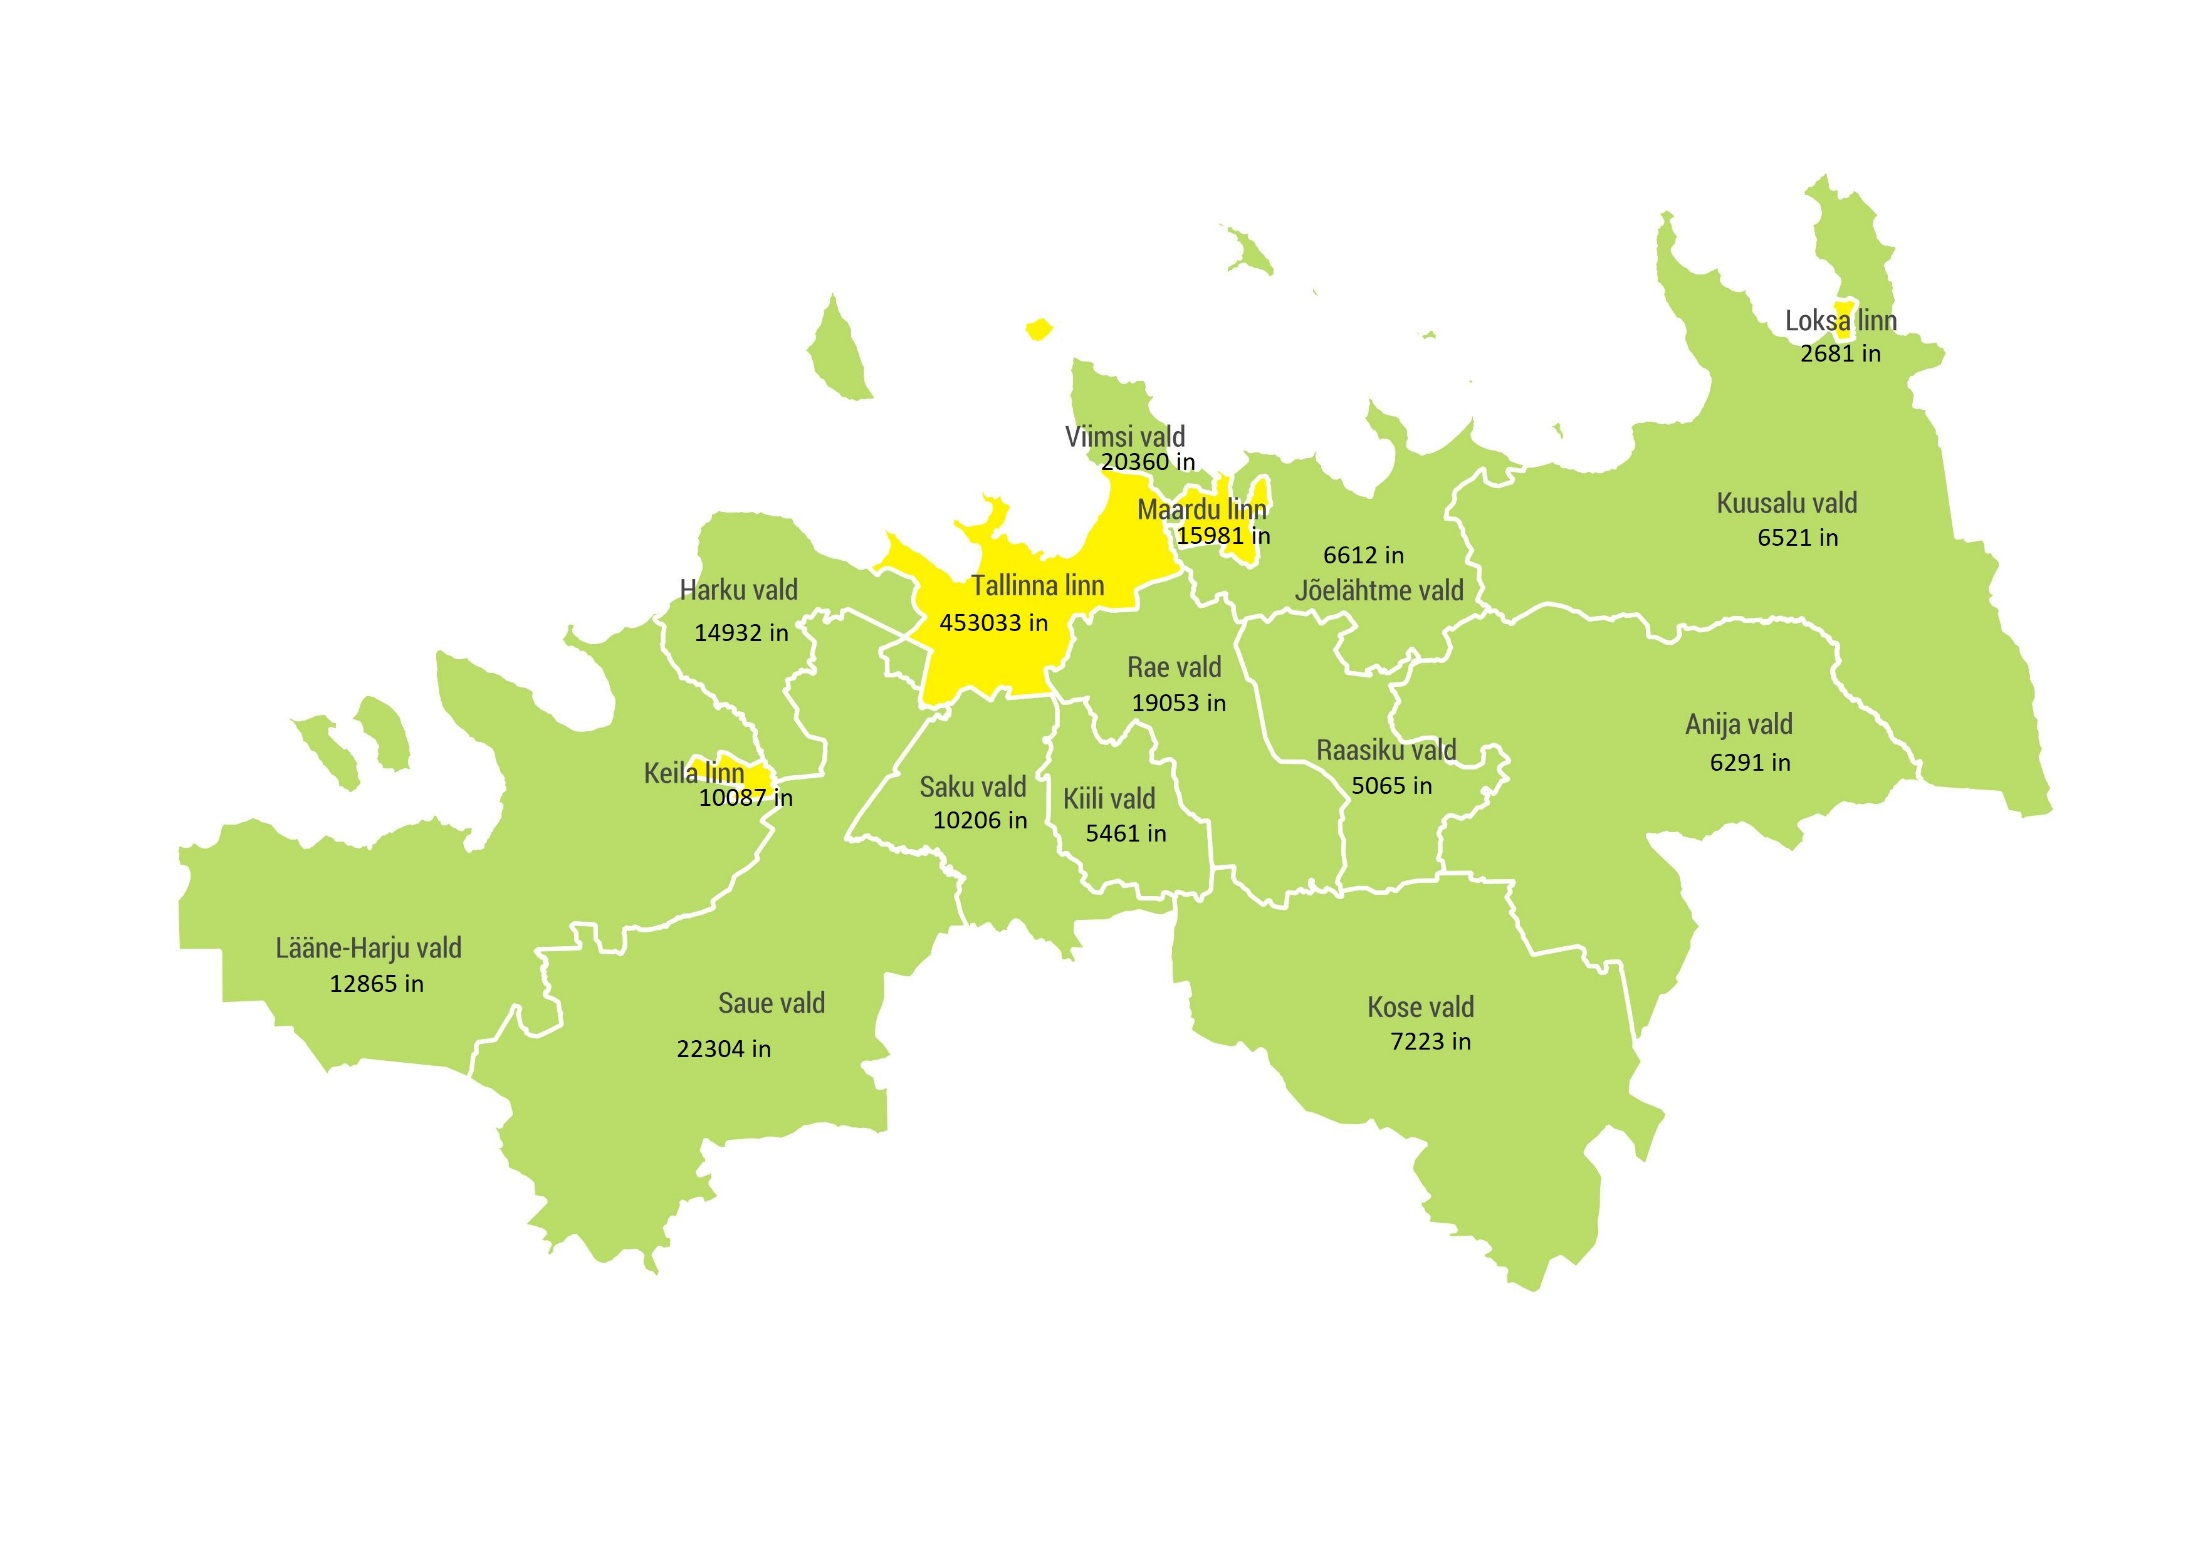 Loksa linn
2681 in
Viimsi vald
20360 in
Maardu linn
15981 in
Kuusalu vald
6521 in
6612 in
Jõelähtme vald
Tallinna linn
453033 in
Harku vald
14932 in
Rae vald
19053 in
Anija vald
6291 in
Raasiku vald
5065 in
Keila linn
10087 in
Saku vald
10206 in
Kiili vald
5461 in
Lääne-Harju vald
12865 in
Saue vald
22304 in
Kose vald
7223 in